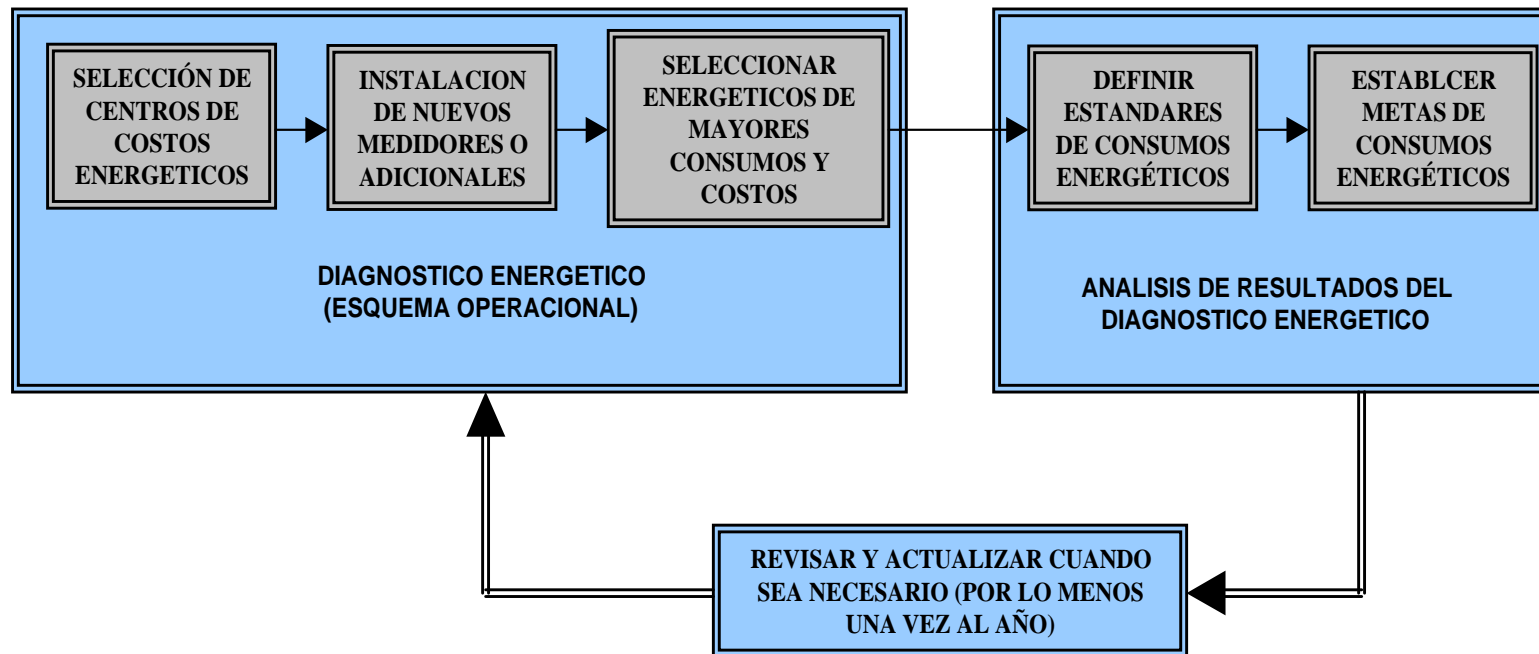 SELECCIÓN DE
CENTROS DE
COSTOS
ENERGETICOS
INSTALACION
DE NUEVOS
MEDIDORES O
ADICIONALES
SELECCIONAR
ENERGETICOS DE
MAYORES
CONSUMOS Y
COSTOS
DIAGNOSTICO ENERGETICO
(ESQUEMA OPERACIONAL)
DEFINIR
ESTANDARES
DE CONSUMOS
ENERGÉTICOS
ESTABLCER
METAS DE
CONSUMOS
ENERGÉTICOS
ANALISIS DE RESULTADOS DEL
DIAGNOSTICO ENERGETICO
REVISAR Y ACTUALIZAR CUANDO
SEA NECESARIO (POR LO MENOS
UNA VEZ AL AÑO)